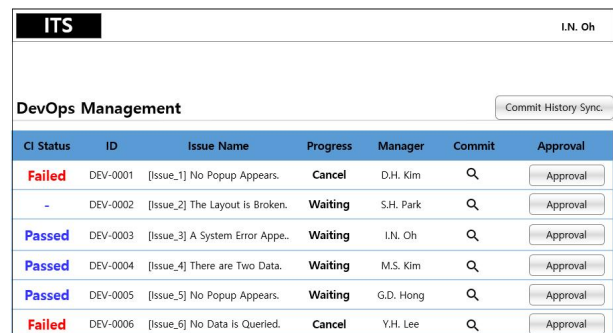 ITS I.N. Oh
DevOps Management Commit History Sync.
CI Status ID Issue Name Progress Manager Commit Approval
Failed DEV-0001 [Issue_1] No Popup Appears. Cancel D.H. Kim Approval
- DEV-0002 [Issue_2] The Layout is Broken. Waiting S.H. Park Approval
Passed DEV-0003 [Issue_3] A System Error Appe.. Waiting I.N. Oh Approval
Passed DEV-0004 [Issue_4] There are Two Data. Waiting M.S. Kim Approval
Passed DEV-0005 [Issue_5] No Popup Appears. Waiting G.D. Hong Approval
Failed DEV-0006 [Issue_6] No Data is Queried. Cancel Y.H. Lee Approval